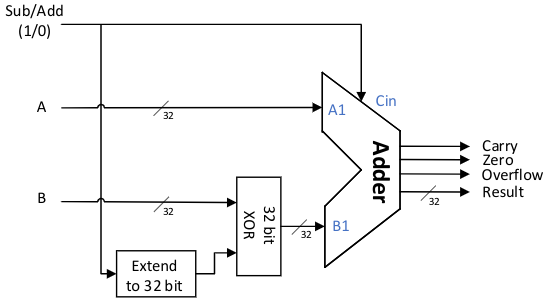 Sub/Add
(1/0)
Cin
A
32
A1
Adder
Carry
Zero
Overflow
Result
32
B
32
32 bit
XOR
32
B1
Extend
to 32 bit